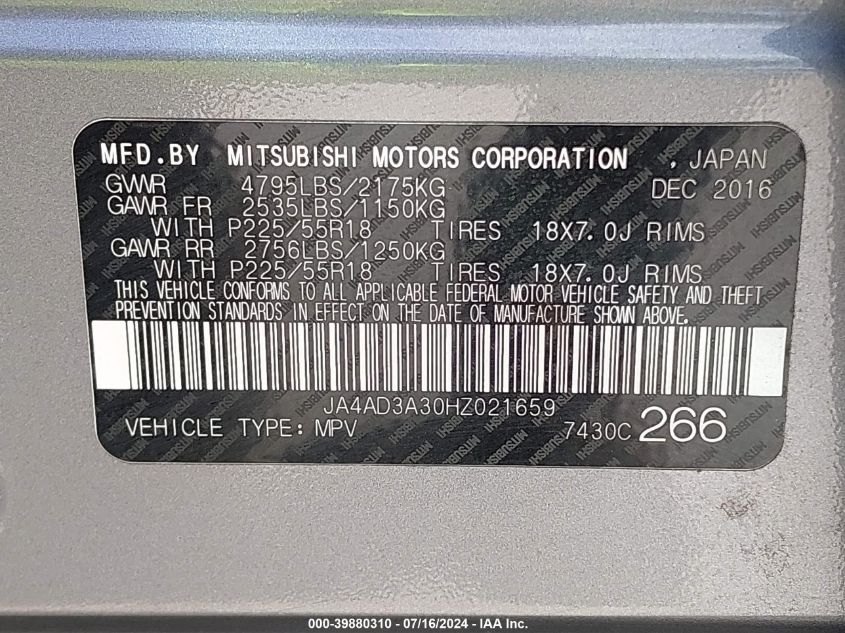 MFD.BY MITSUBISHI MOTORS CORPORATION , JAPAN
GWWR 4795LBS/2175KG DEC 2016
GAWR FR 2535LBS/1150KG
WITH P225/55R18 TIRES 18X7.0J RIMS
GAWR RR 2756LBS/1250KG
WITH P225/55R18 TIRES 18X7.0J RIMS
THIS VEHICLE CONFORMS TO ALL APPLICABLE FEDERAL MOTOR VEHICLE SAFETY AND THEFT
PREVENTION STANDARDS IN EFFECT ON THE DATE OF MANUFACTURE SHOWN ABOVE.
JA4AD3A30HZ021659
VEHICLE TYPE: MPV 7430C 266
000-39880310 - 07/16/2024 - IAA Inc.